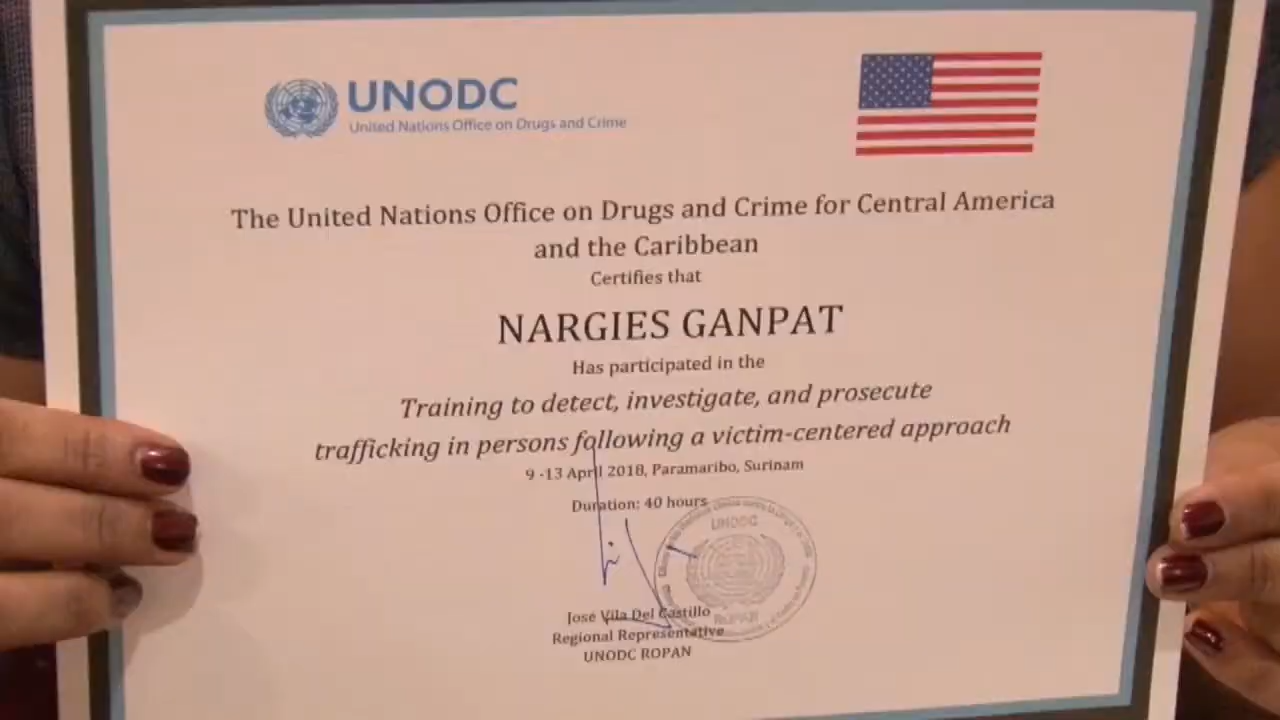 UNODC
United Nations Office on Drugs and Crime
The United Nations Office on Drugs and Crime for Central America
and the Caribbean
Certifies that
NARGIES GANPAT
Has participated in the
Training to detect, investigate, and prosecute
trafficking in persons following a victim-centered approach
9 -13 April 2018, Paramaribo, Surinam
Duration: 40 hours
UNODC
ROPAN
José Vila Del Castillo
Regional Representative
UNODC ROPAN